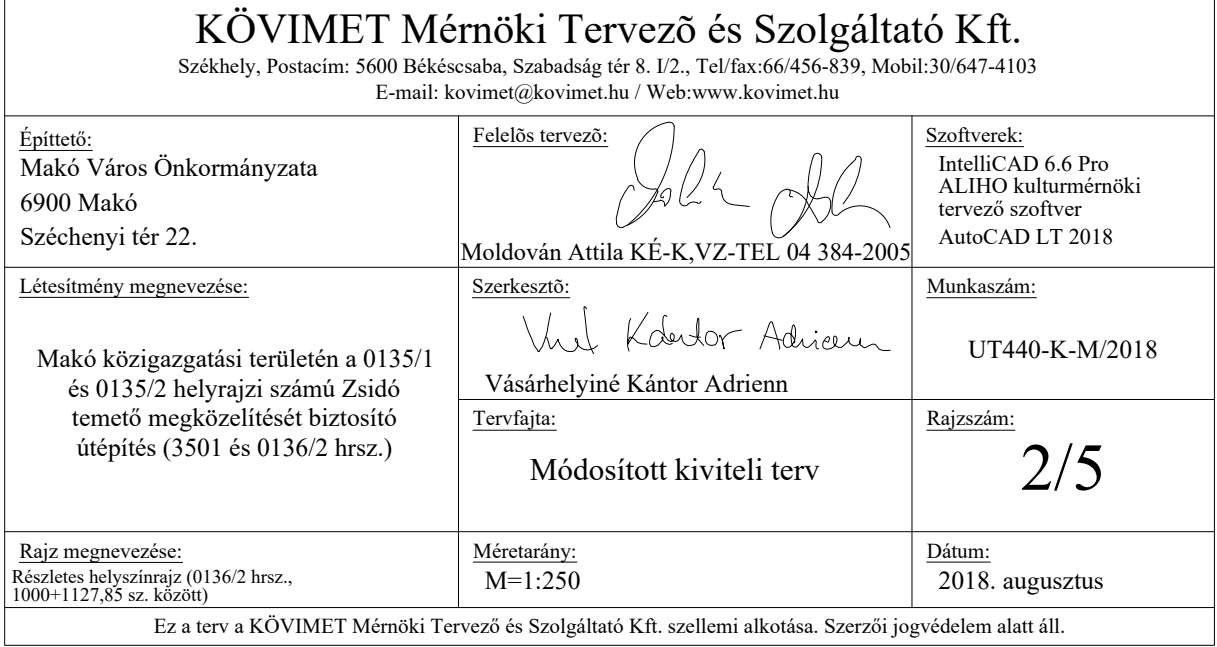 KÖVIMET Mérnöki Tervezõ és Szolgáltató Kft.
Székhely, Postacím: 5600 Békéscsaba, Szabadság tér 8. I/2., Tel/fax:66/456-839, Mobil:30/647-4103
E-mail: kovimet@kovimet.hu / Web:www.kovimet.hu
Építtető:
Makó Város Önkormányzata
6900 Makó
Széchenyi tér 22.
Felelõs tervezõ:
Moldován Attila KÉ-K,VZ-TEL 04 384-2005
Szoftverek:
IntelliCAD 6.6 Pro
ALIHO kulturmérnöki
tervező szoftver
AutoCAD LT 2018
Létesítmény megnevezése:
Makó közigazgatási területén a 0135/1
és 0135/2 helyrajzi számú Zsidó
temető megközelítését biztosító
útépítés (3501 és 0136/2 hrsz.)
Szerkesztõ:
Kántor Adrienn
Vásárhelyiné Kántor Adrienn
Munkaszám:
UT440-K-M/2018
Tervfajta:
Módosított kiviteli terv
Rajzszám:
2/5
Rajz megnevezése:
Részletes helyszínrajz (0136/2 hrsz.,
1000+1127,85 sz. között)
Méretarány:
M=1:250
Dátum:
2018. augusztus
Ez a terv a KÖVIMET Mérnöki Tervező és Szolgáltató Kft. szellemi alkotása. Szerzői jogvédelem alatt áll.